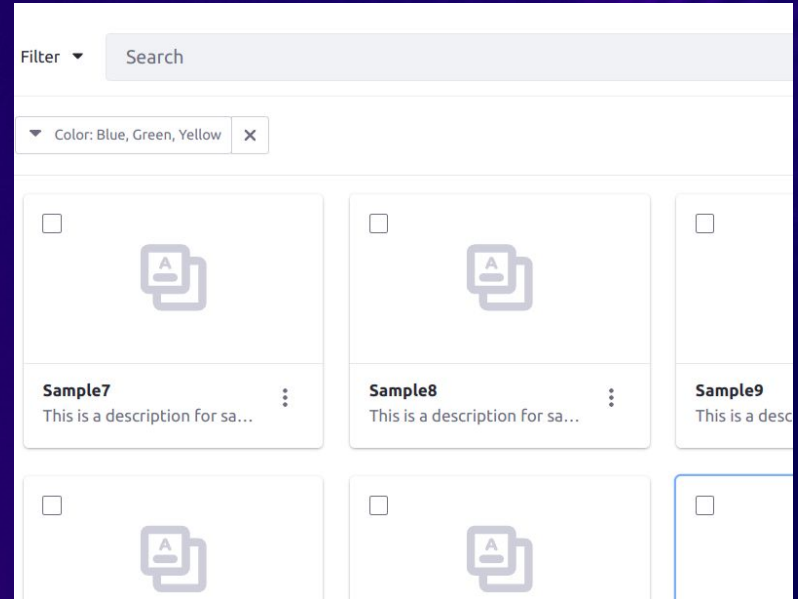 Filter Search
Color: Blue, Green, Yellow
Sample7 Sample8 Sample9
This is a description for sa... This is a description for sa... This is a desc